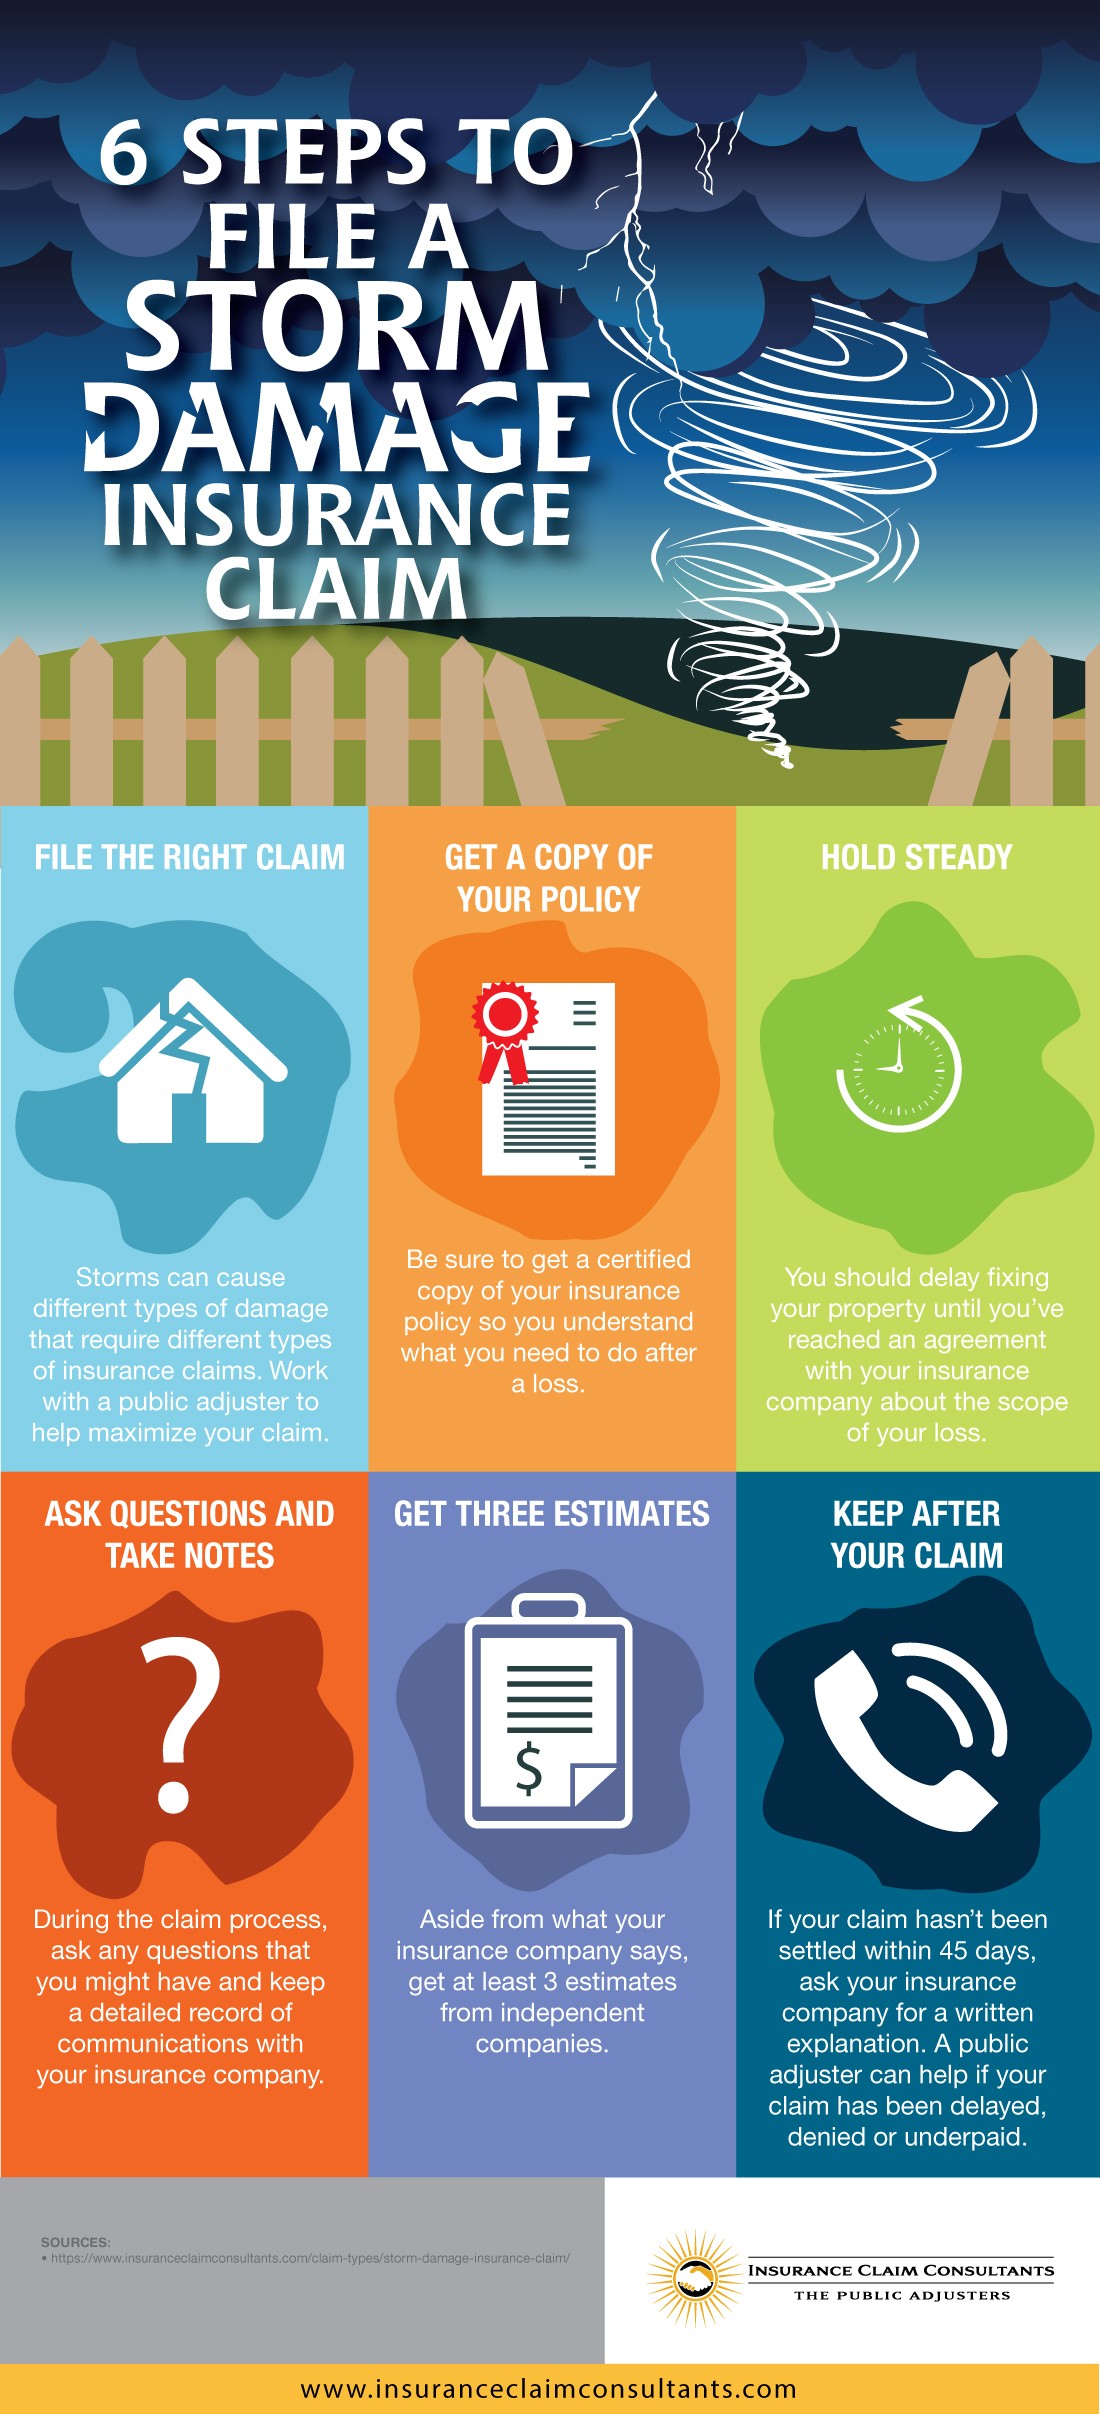 6 STEPS TO
FILE A
STORM
DAMAGE
INSURANCE
CLAIM
FILE THE RIGHT CLAIM
Storms can cause
different types of damage
that require different types
of insurance claims. Work
with a public adjuster to
help maximize your claim.
GET A COPY OF
YOUR POLICY
Be sure to get a certified
copy of your insurance
policy so you understand
what you need to do after
a loss.
HOLD STEADY
You should delay fixing
your property until you've
reached an agreement
with your insurance
company about the scope
of your loss.
ASK QUESTIONS AND
TAKE NOTES
?
During the claim process,
ask any questions that
you might have and keep
a detailed record of
communications with
your insurance company.
GET THREE ESTIMATES
$
Aside from what your
insurance company says,
get at least 3 estimates
from independent
companies.
KEEP AFTER
YOUR CLAIM
If your claim hasn't been
settled within 45 days,
ask your insurance
company for a written
explanation. A public
adjuster can help if your
claim has been delayed,
denied or underpaid.
SOURCES:
• https://www.insuranceclaimconsultants.com/claim-types/storm-damage-insurance-claim/
INSURANCE CLAIM CONSULTANTS
THE PUBLIC ADJUSTERS
www.insuranceclaimconsultants.com